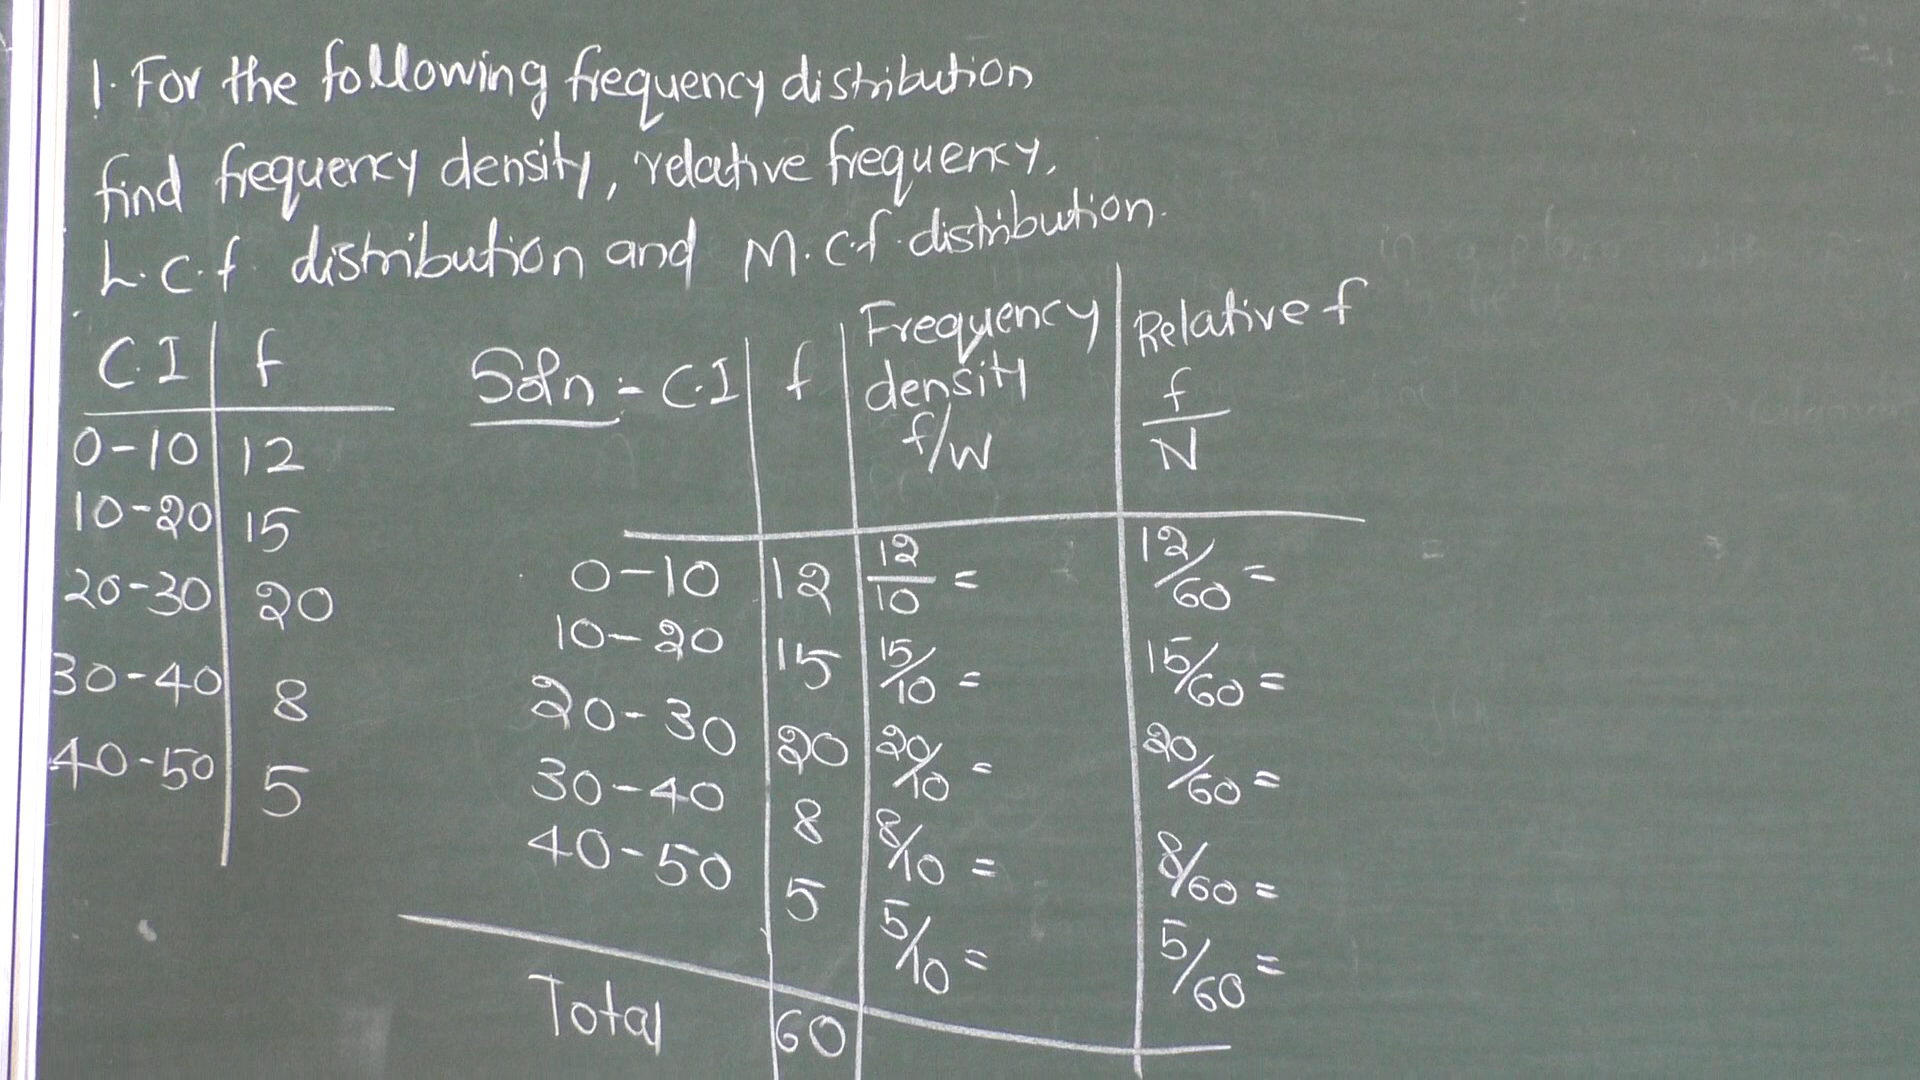 1. For the following frequency distribution
find frequency density, relative frequency,
L.c.f. distribution and M.c.f. distribution.
C.I f
0-10 12
10-20 15
20-30 20
30-40 8
40-50 5
Soln :- C.I f Frequency density f/W Relative f f/N
0-10 12 12/10 = 12/60 =
10-20 15 15/10 = 15/60 =
20-30 20 20/10 = 20/60 =
30-40 8 8/10 = 8/60 =
40-50 5 5/10 = 5/60 =
Total 60